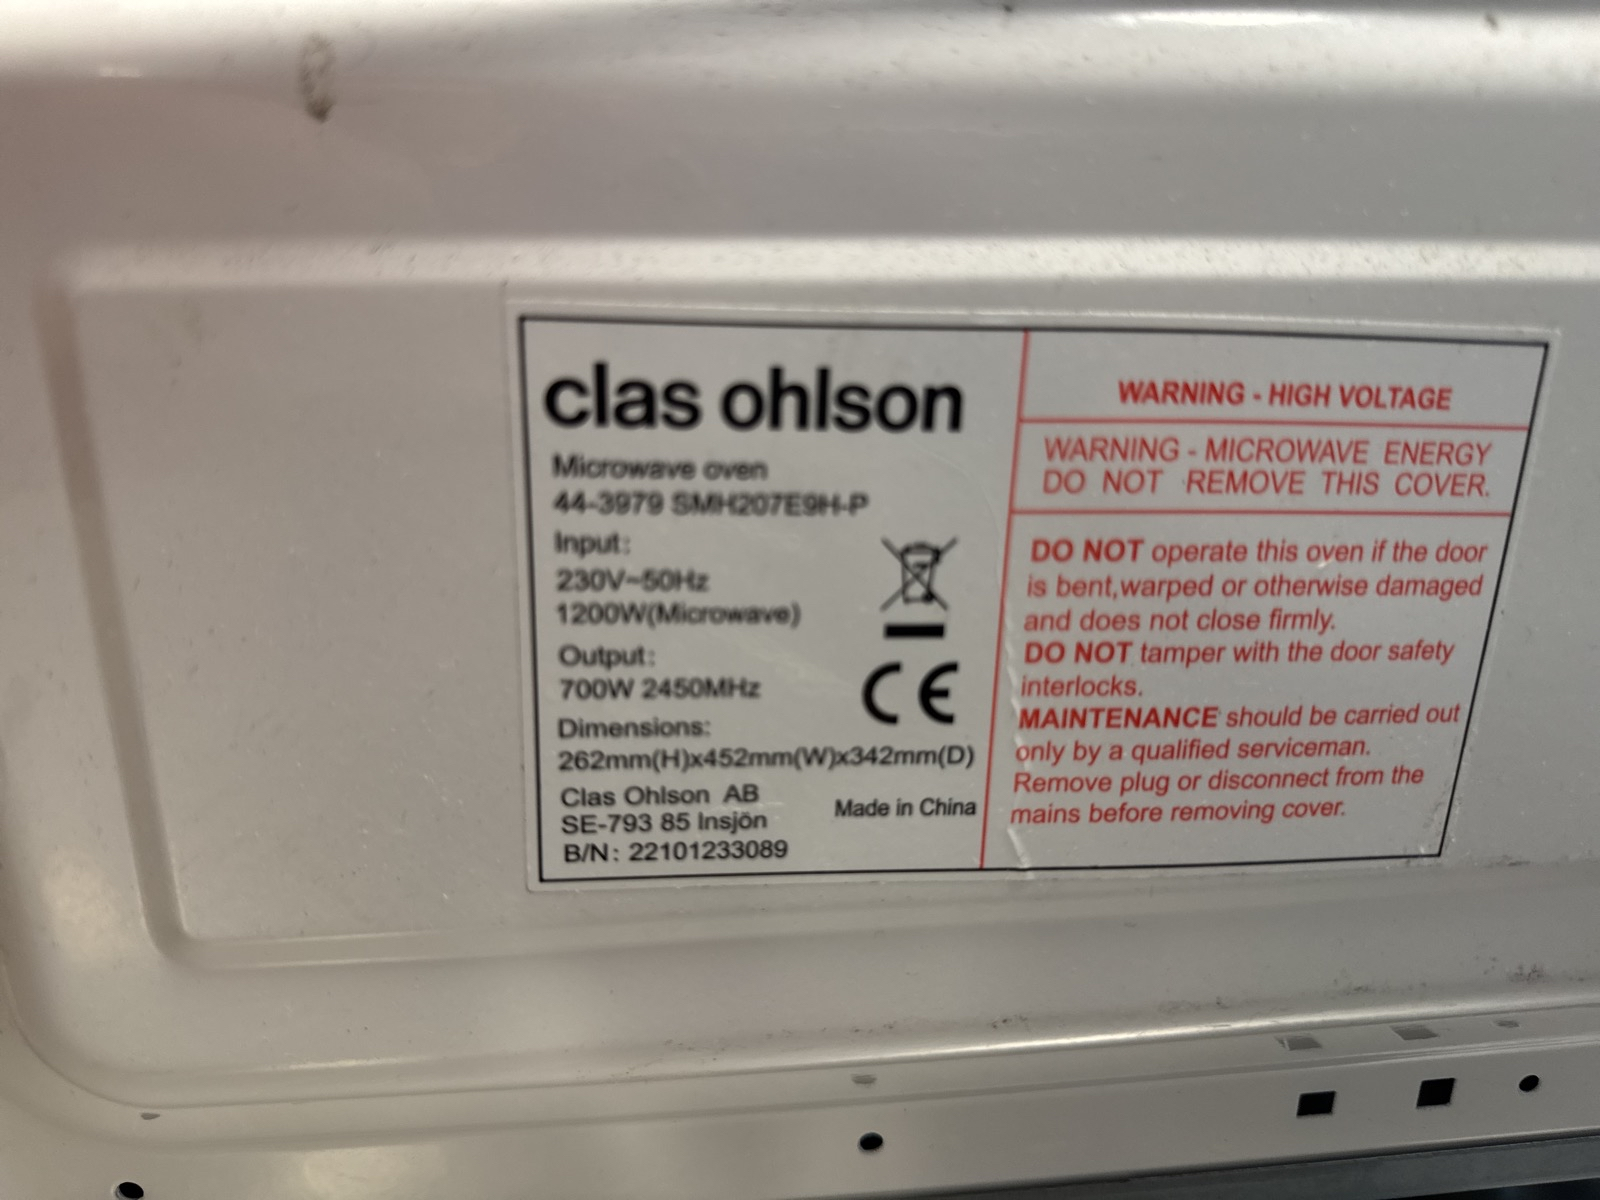 clas ohlson
Microwave oven
44-3979 SMH207E9H-P
Input:
230V~50Hz
1200W(Microwave)
Output:
700W 2450MHz
Dimensions:
262mm(H)x452mm(W)x342mm(D)
Clas Ohlson AB
SE-793 85 Insjön
B/N: 22101233089
CE
Made in China
WARNING - HIGH VOLTAGE
WARNING - MICROWAVE ENERGY
DO NOT REMOVE THIS COVER.
DO NOT operate this oven if the door
is bent,warped or otherwise damaged
and does not close firmly.
DO NOT tamper with the door safety
interlocks.
MAINTENANCE should be carried out
only by a qualified serviceman.
Remove plug or disconnect from the
mains before removing cover.